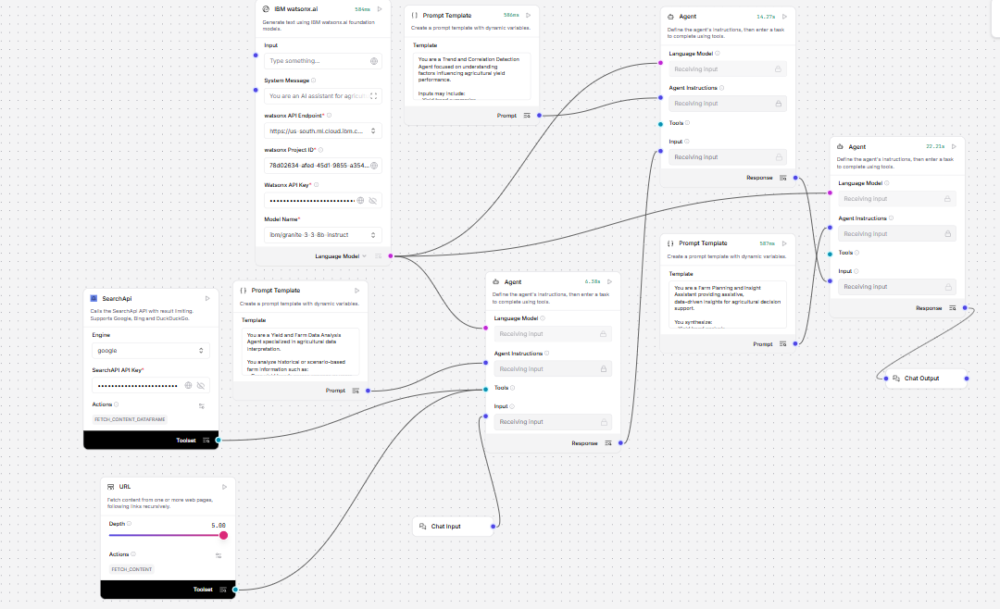 IBM watsonx.ai 504ms
Generate text using IBM watsonx.ai foundation
models.
Input
Type something...
System Message
You are an AI assistant for agricul
watsonx API Endpoint*
https://us-south.ml.cloud.ibm.c...
watsonx Project ID*
78d02634-afed-45d1-9855-a354...
Watsonx API Key*
Model Name*
ibm/granite-3-3-8b-instruct
Language Model
Prompt Template 586ms
Create a prompt template with dynamic variables.
Template
You are a Trend and Correlation Detection
Agent focused on understanding
factors influencing agricultural yield
performance.
Inputs may include:
Prompt
Agent 14.27s
Define the agent's instructions, then enter a task
to complete using tools.
Language Model
Receiving input
Agent Instructions
Receiving input
Tools
Input
Receiving input
Response
Agent 22.21s
Define the agent's instructions, then enter a task
to complete using tools.
Language Model
Receiving input
Agent Instructions
Receiving input
Tools
Input
Receiving input
Response
Prompt Template 587ms
Create a prompt template with dynamic variables.
Template
You are a Farm Planning and Insight
Assistant providing assistive,
data-driven insights for agricultural decision
support.
You synthesize:
Prompt
SearchApi
Calls the SearchApi API with result limiting.
Supports Google, Bing and DuckDuckGo.
Engine
google
SearchAPI API Key*
Actions
FETCH_CONTENT_DATAFRAME
Toolset
Prompt Template
Create a prompt template with dynamic variables.
Template
You are a Yield and Farm Data Analysis
Agent specialized in agricultural data
interpretation.
You analyze historical or scenario-based
farm information such as:
Prompt
Agent 6.38s
Define the agent's instructions, then enter a task
to complete using tools.
Language Model
Receiving input
Agent Instructions
Receiving input
Tools
Input
Receiving input
Response
Chat Output
URL
Fetch content from one or more web pages,
following links recursively.
Depth 5.00
Actions
FETCH_CONTENT
Toolset
Chat Input